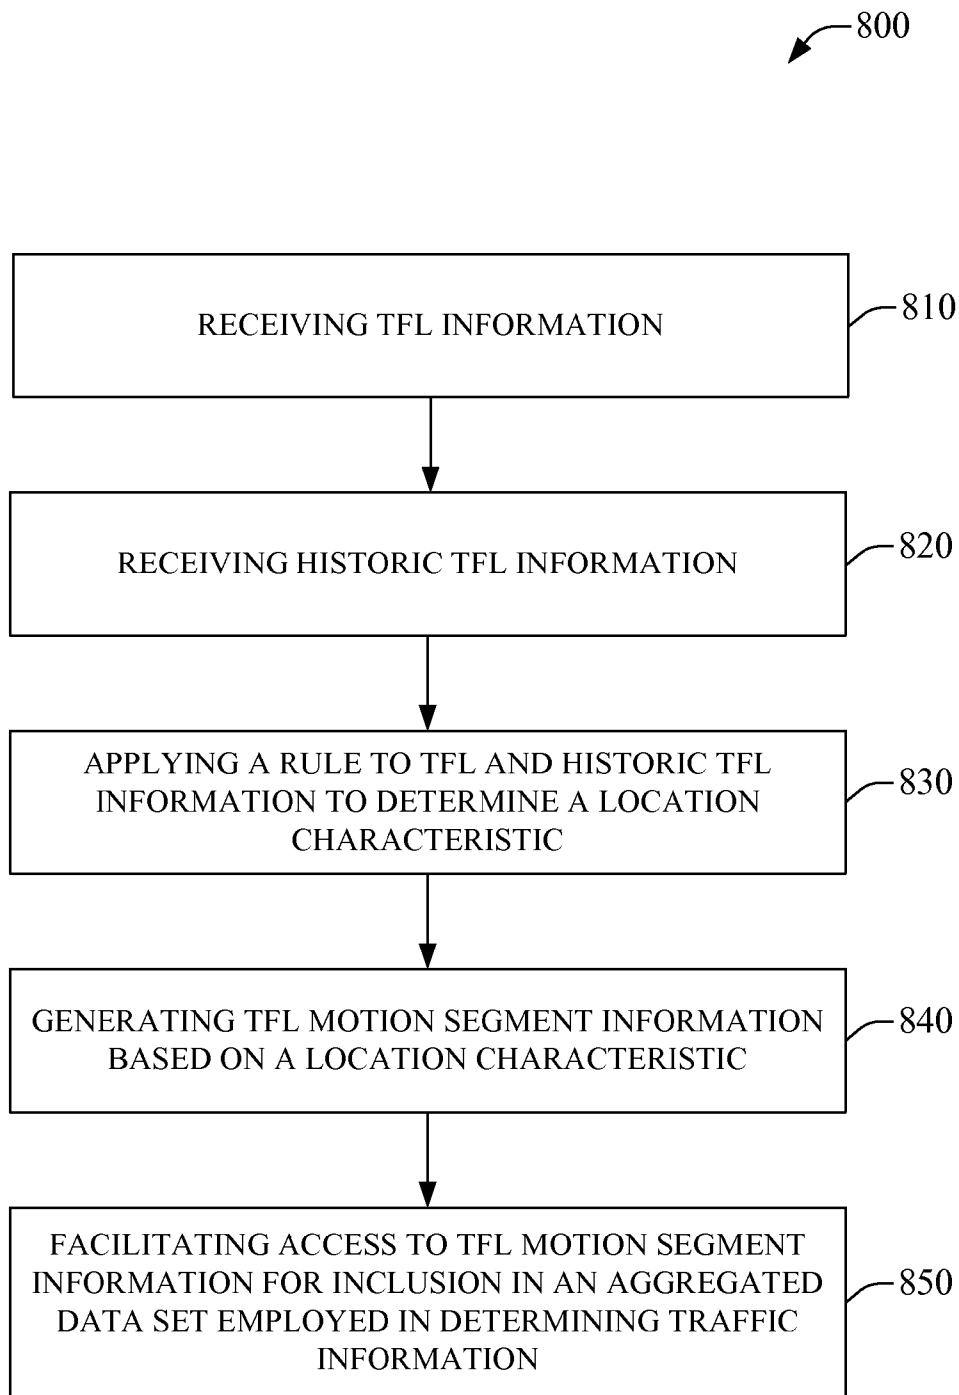 800
RECEIVING TFL INFORMATION
810
RECEIVING HISTORIC TFL INFORMATION
820
APPLYING A RULE TO TFL AND HISTORIC TFL
INFORMATION TO DETERMINE A LOCATION
CHARACTERISTIC
830
GENERATING TFL MOTION SEGMENT INFORMATION
BASED ON A LOCATION CHARACTERISTIC
840
FACILITATING ACCESS TO TFL MOTION SEGMENT
INFORMATION FOR INCLUSION IN AN AGGREGATED
DATA SET EMPLOYED IN DETERMINING TRAFFIC
INFORMATION
850